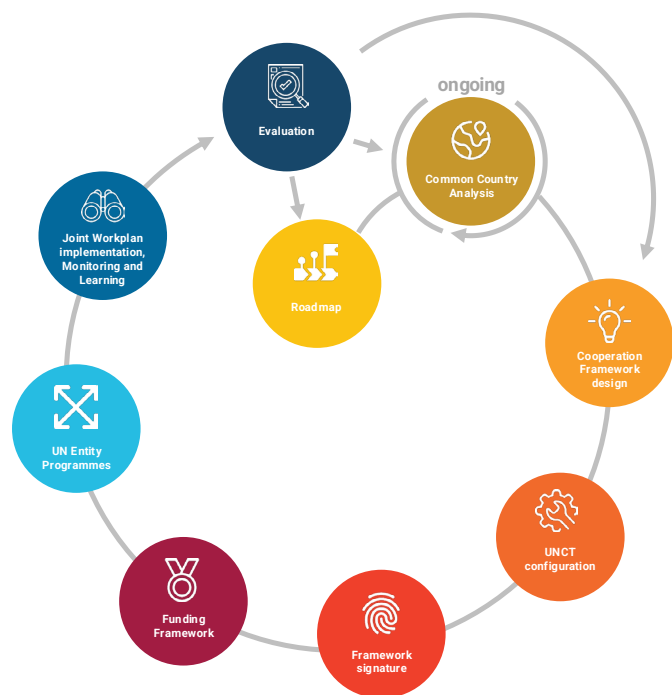 ongoing
Evaluation
Common Country
Analysis
Joint Workplan
implementation,
Monitoring and
Learning
Roadmap
Cooperation
Framework
design
UN Entity
Programmes
UNCT
configuration
Funding
Framework
Framework
signature